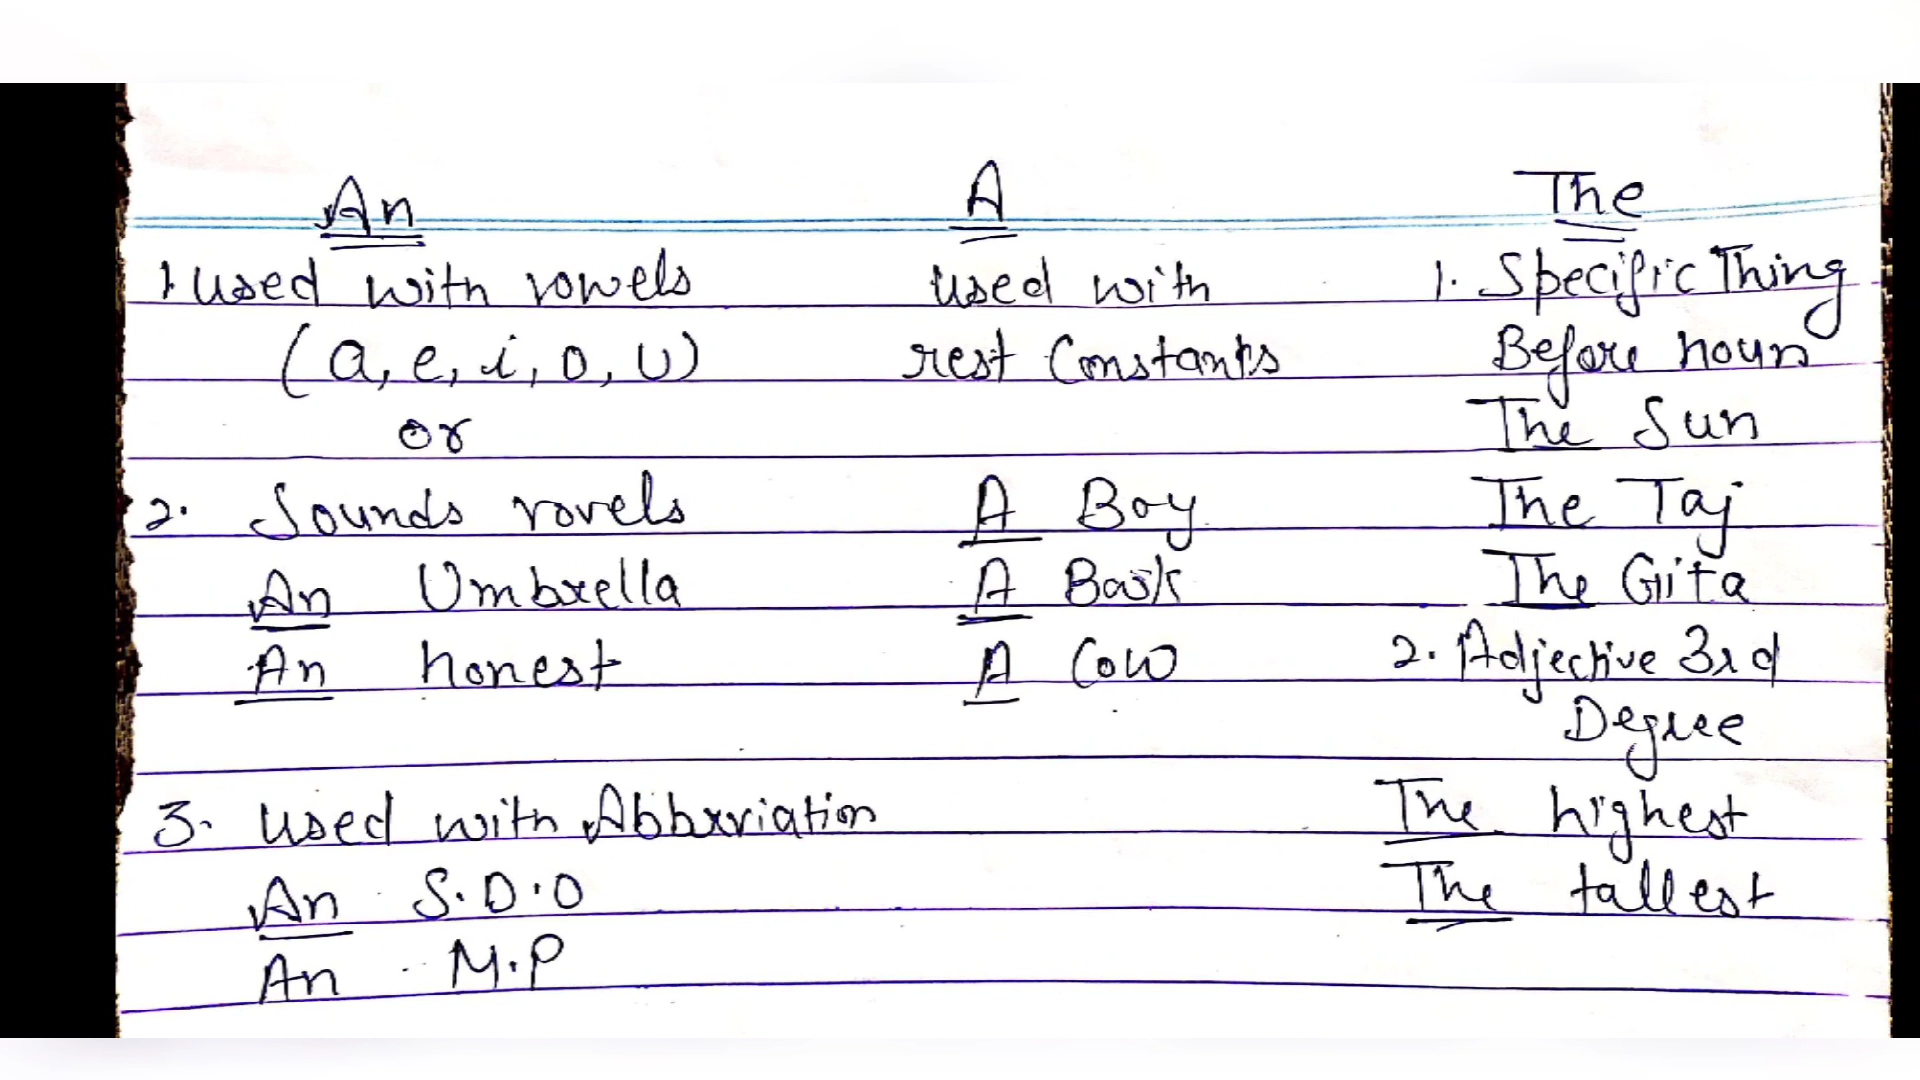 An
1 used with vowels
(a, e, i, o, u)
or
2. Sounds vovels
An Umbrella
An honest
3. used with Abbrviation
An S.D.O
An M.P
A
used with
rest Constants
A Boy
A Book
A Cow
The
1. Specific Thing
Before noun
The Sun
The Taj
The Gita
2. Adjective 3rd
Degree
The highest
The tallest